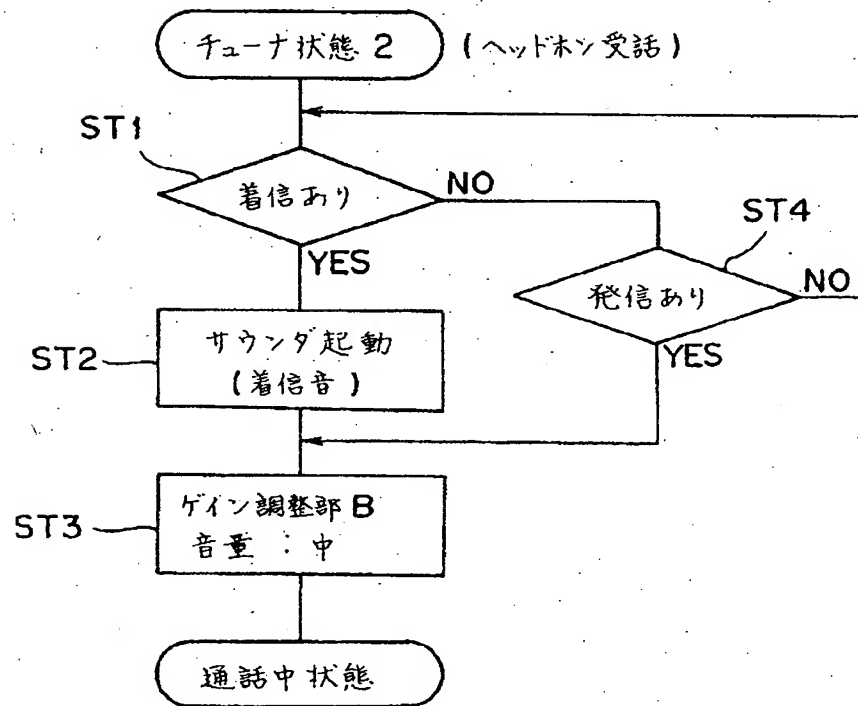 チューナ状態2 (ヘッドホン受話)
ST1
着信あり
NO
ST4
YES
発信あり
NO
ST2
サウンダ起動
(着信音)
YES
ST3
ゲイン調整部B
音量:中
通話中状態